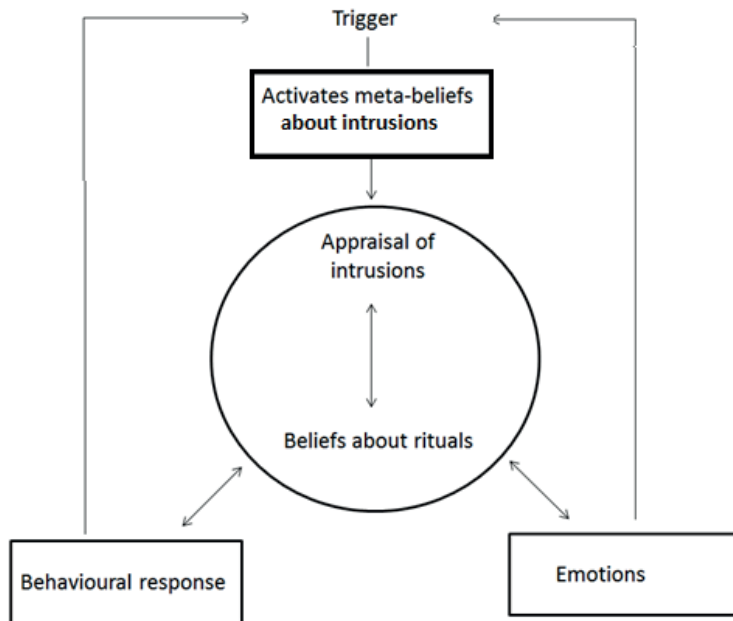 Trigger
Activates meta-beliefs
about intrusions
Appraisal of
intrusions
Beliefs about rituals
Behavioural response
Emotions